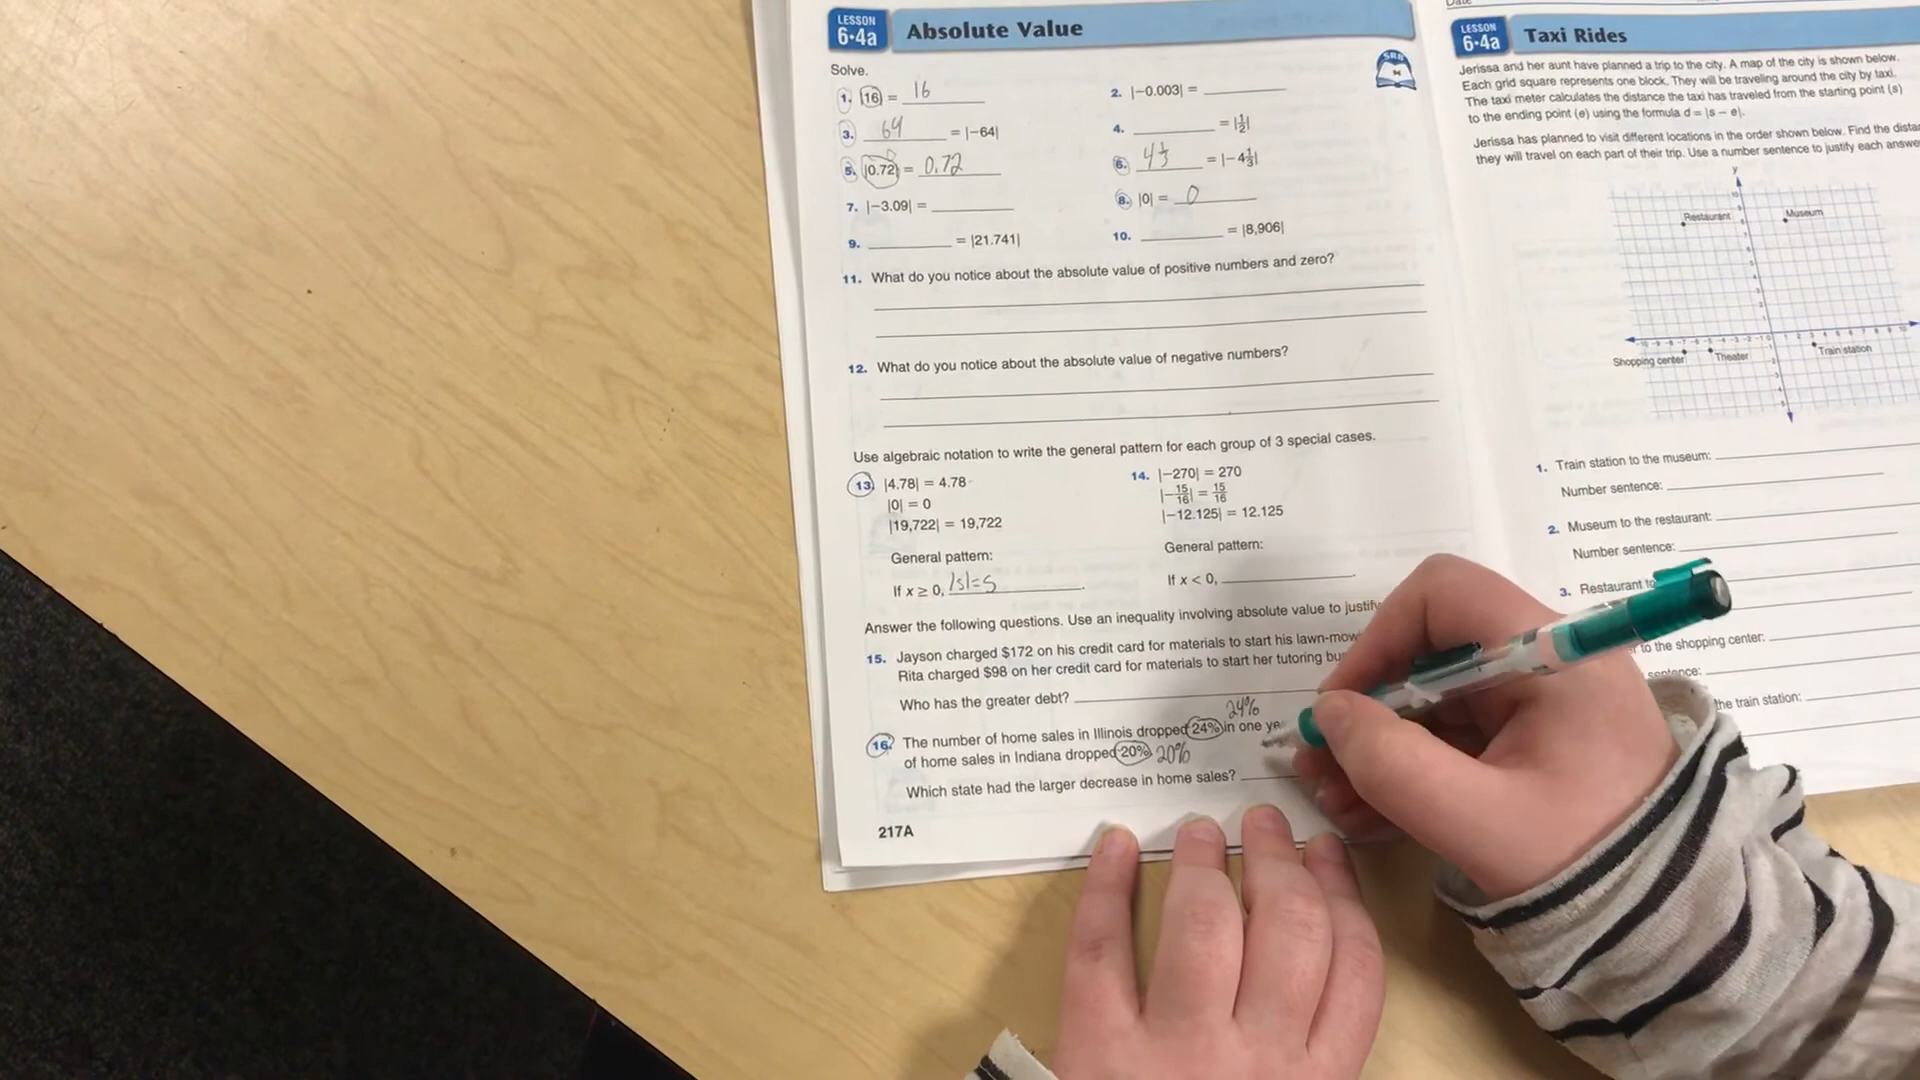 LESSON
6•4a
Absolute Value
SRB
Solve.
1. |16| = 16
2. |−0.003| =
3. 64 = |−64|
4. = |1/2|
5. |0.72| = 0.72
6. 4 1/3 = |−4 1/3|
7. |−3.09| =
8. |0| = 0
9. = |21.741|
10. = |8,906|
11. What do you notice about the absolute value of positive numbers and zero?
12. What do you notice about the absolute value of negative numbers?
Use algebraic notation to write the general pattern for each group of 3 special cases.
13. |4.78| = 4.78
|0| = 0
|19,722| = 19,722
General pattern:
If x ≥ 0, |s|=s.
14. |−270| = 270
|−15/16| = 15/16
|−12.125| = 12.125
General pattern:
If x < 0, .
Answer the following questions. Use an inequality involving absolute value to justify
15. Jayson charged $172 on his credit card for materials to start his lawn-mow
Rita charged $98 on her credit card for materials to start her tutoring bu
Who has the greater debt?
24%
16. The number of home sales in Illinois dropped 24% in one ye
of home sales in Indiana dropped 20%. 20%
Which state had the larger decrease in home sales?
217A
Date
LESSON
6•4a
Taxi Rides
Jerissa and her aunt have planned a trip to the city. A map of the city is shown below.
Each grid square represents one block. They will be traveling around the city by taxi.
The taxi meter calculates the distance the taxi has traveled from the starting point (s)
to the ending point (e) using the formula d = |s − e|.
Jerissa has planned to visit different locations in the order shown below. Find the dista
they will travel on each part of their trip. Use a number sentence to justify each answe
y
Restaurant
Museum
Shopping center
Theater
Train station
1. Train station to the museum:
Number sentence:
2. Museum to the restaurant:
Number sentence:
3. Restaurant to
r to the shopping center:
sentence:
the train station: